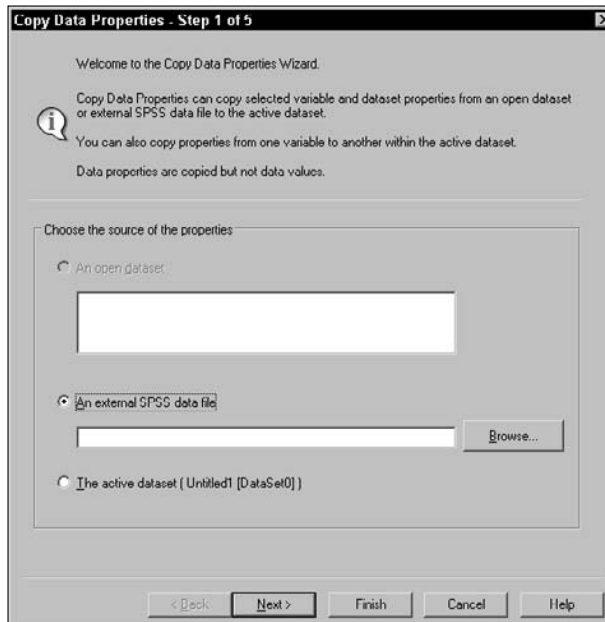 Copy Data Properties - Step 1 of 5
Welcome to the Copy Data Properties Wizard.
Copy Data Properties can copy selected variable and dataset properties from an open dataset
or external SPSS data file to the active dataset.
You can also copy properties from one variable to another within the active dataset.
Data properties are copied but not data values.
Choose the source of the properties
An open dataset
An external SPSS data file
Browse...
The active dataset ( Untitled1 [DataSet0] )
< Back Next > Finish Cancel Help